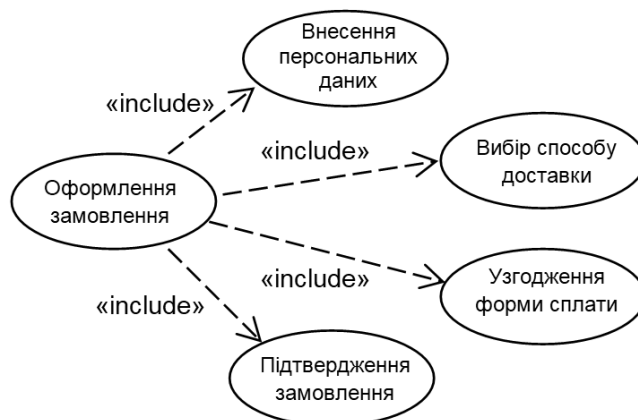 Внесення
персональних
даних
«include»
«include»
Вибір способу
доставки
Оформлення
замовлення
«include»
Узгодження
форми сплати
«include»
Підтвердження
замовлення